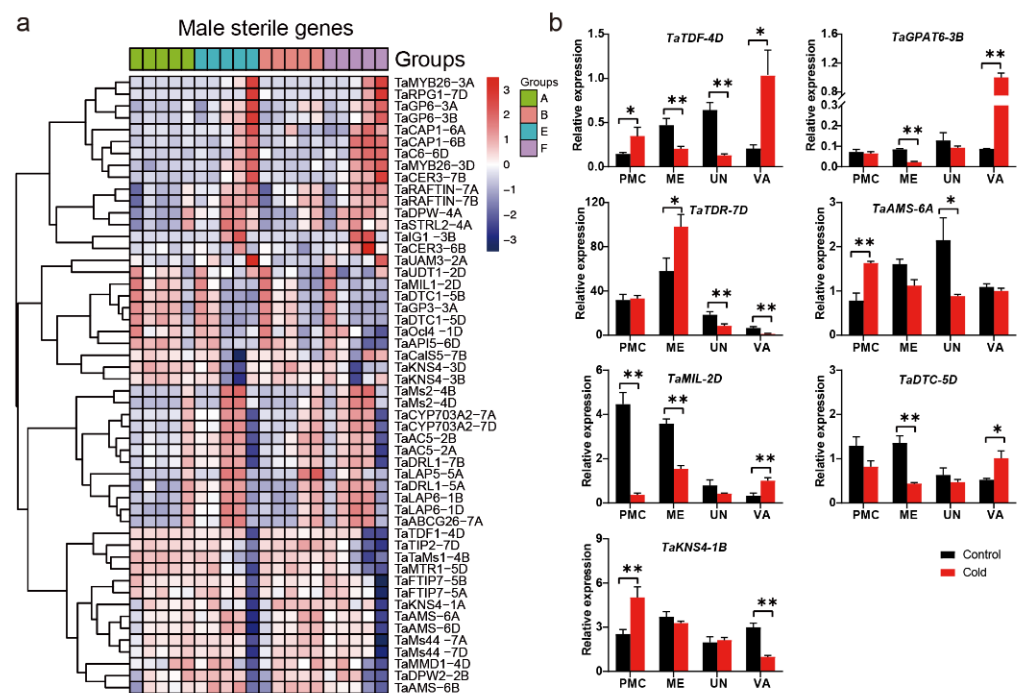 a
Male sterile genes
Groups
TaMYB26-3A
TaRPG1-7D
TaGP6-3A
TaGP6-3B
TaCAP1-6A
TaCAP1-6B
TaC6-6D
TaMYB26-3D
TaCER3-7B
TaRAFTIN-7A
TaRAFTIN-7B
TaDPW-4A
TaSTRL2-4A
TaIG1 -3B
TaCER3-6B
TaUAM3-2A
TaUDT1-2D
TaMIL1-2D
TaDTC1-5B
TaGP3-3A
TaDTC1-5D
TaOcl4 -1D
TaAPI5-6D
TaCalS5-7B
TaKNS4-3D
TaKNS4-3B
TaMs2-4B
TaMs2-4D
TaCYP703A2-7A
TaCYP703A2-7D
TaAC5-2B
TaAC5-2A
TaDRL1-7B
TaLAP5-5A
TaDRL1-5A
TaLAP6-1B
TaLAP6-1D
TaABCG26-7A
TaTDF1-4D
TaTIP2-7D
TaTaMs1-4B
TaMTR1-5D
TaFTIP7-5B
TaFTIP7-5A
TaKNS4-1A
TaAMS-6A
TaAMS-6D
TaMs44 -7A
TaMs44 -7D
TaMMD1-4D
TaDPW2-2B
TaAMS-6B
3
2
1
0
−1
−2
−3
Groups
A
B
E
F
b
TaTDF-4D
Relative expression
1.5
1.0
0.5
0.0
* ** ** *
PMC ME UN VA
TaGPAT6-3B
Relative expression
1.6
1.2
0.8
0.4
0.2
0.1
0.0
** **
PMC ME UN VA
TaTDR-7D
Relative expression
120
80
40
0
* ** **
PMC ME UN VA
TaAMS-6A
Relative expression
3
2
1
0
** *
PMC ME UN VA
TaMIL-2D
Relative expression
6
4
2
0
** ** **
PMC ME UN VA
TaDTC-5D
Relative expression
3
2
1
0
** *
PMC ME UN VA
TaKNS4-1B
Relative expression
9
6
3
0
** **
PMC ME UN VA
Control
Cold